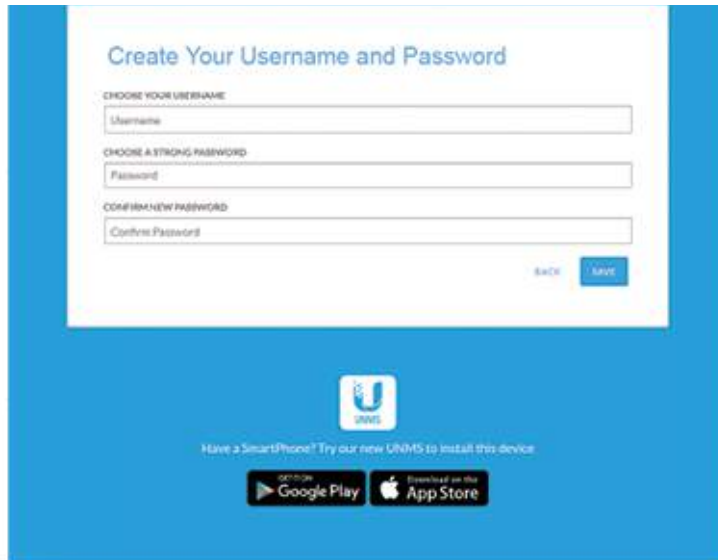 Create Your Username and Password
CHOOSE YOUR USERNAME
Username
CHOOSE A STRONG PASSWORD
Password
CONFIRM NEW PASSWORD
Confirm Password
BACK SAVE
U
UNMS
Have a SmartPhone? Try our new UNMS to install this device
GET IT ON
Google Play
Download on the
App Store